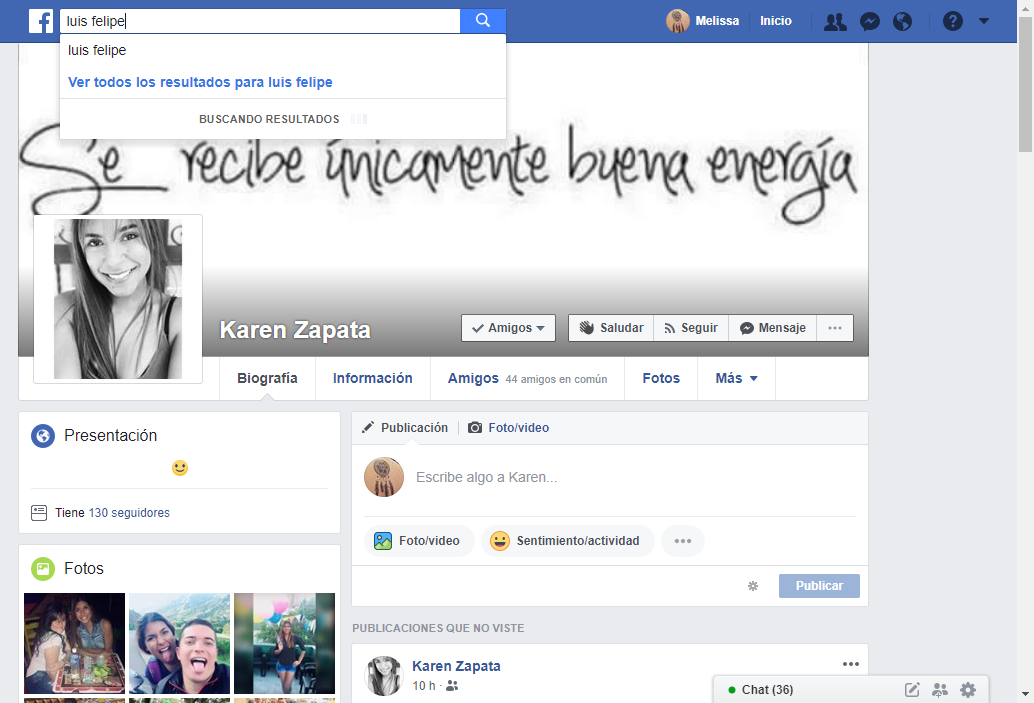 luis felipe
Melissa
Inicio
luis felipe
Ver todos los resultados para luis felipe
BUSCANDO RESULTADOS
Se recibe únicamente buena energía
Karen Zapata
Amigos
Saludar
Seguir
Mensaje
Biografía
Información
Amigos 44 amigos en común
Fotos
Más
Presentación
Tiene 130 seguidores
Fotos
Publicación
Foto/video
Escribe algo a Karen...
Foto/video
Sentimiento/actividad
Publicar
PUBLICACIONES QUE NO VISTE
Karen Zapata
10 h ·
Chat (36)